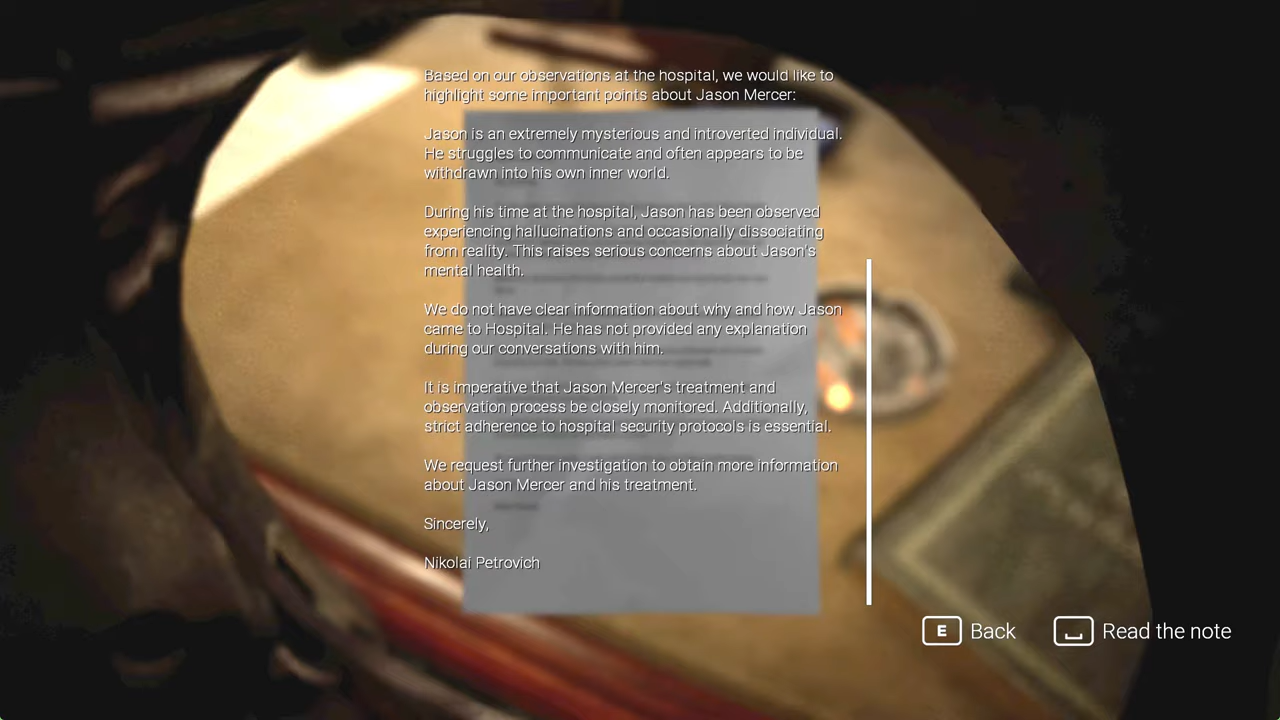 Based on our observations at the hospital, we would like to
highlight some important points about Jason Mercer:
Jason is an extremely mysterious and introverted individual.
He struggles to communicate and often appears to be
withdrawn into his own inner world.
During his time at the hospital, Jason has been observed
experiencing hallucinations and occasionally dissociating
from reality. This raises serious concerns about Jason's
mental health.
We do not have clear information about why and how Jason
came to Hospital. He has not provided any explanation
during our conversations with him.
It is imperative that Jason Mercer's treatment and
observation process be closely monitored. Additionally,
strict adherence to hospital security protocols is essential.
We request further investigation to obtain more information
about Jason Mercer and his treatment.
Sincerely,
Nikolai Petrovich
E Back Read the note